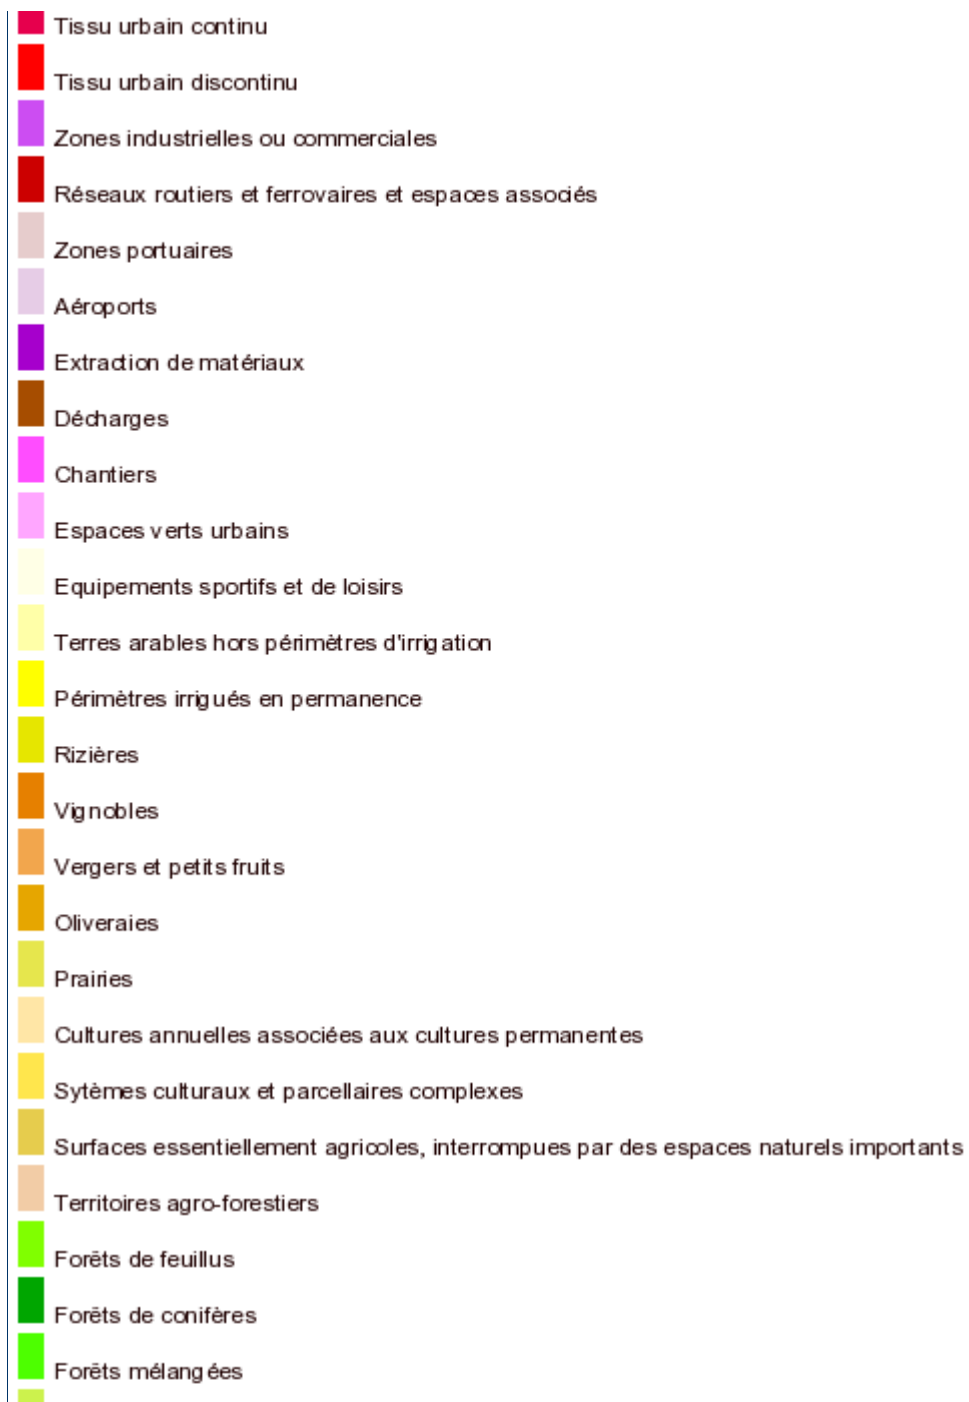 Tissu urbain continu
Tissu urbain discontinu
Zones industrielles ou commerciales
Réseaux routiers et ferrovaires et espaces associés
Zones portuaires
Aéroports
Extraction de matériaux
Décharges
Chantiers
Espaces verts urbains
Equipements sportifs et de loisirs
Terres arables hors périmètres d'irrigation
Périmètres irrigués en permanence
Rizières
Vignobles
Vergers et petits fruits
Oliveraies
Prairies
Cultures annuelles associées aux cultures permanentes
Sytèmes culturaux et parcellaires complexes
Surfaces essentiellement agricoles, interrompues par des espaces naturels importants
Territoires agro-forestiers
Forêts de feuillus
Forêts de conifères
Forêts mélangées